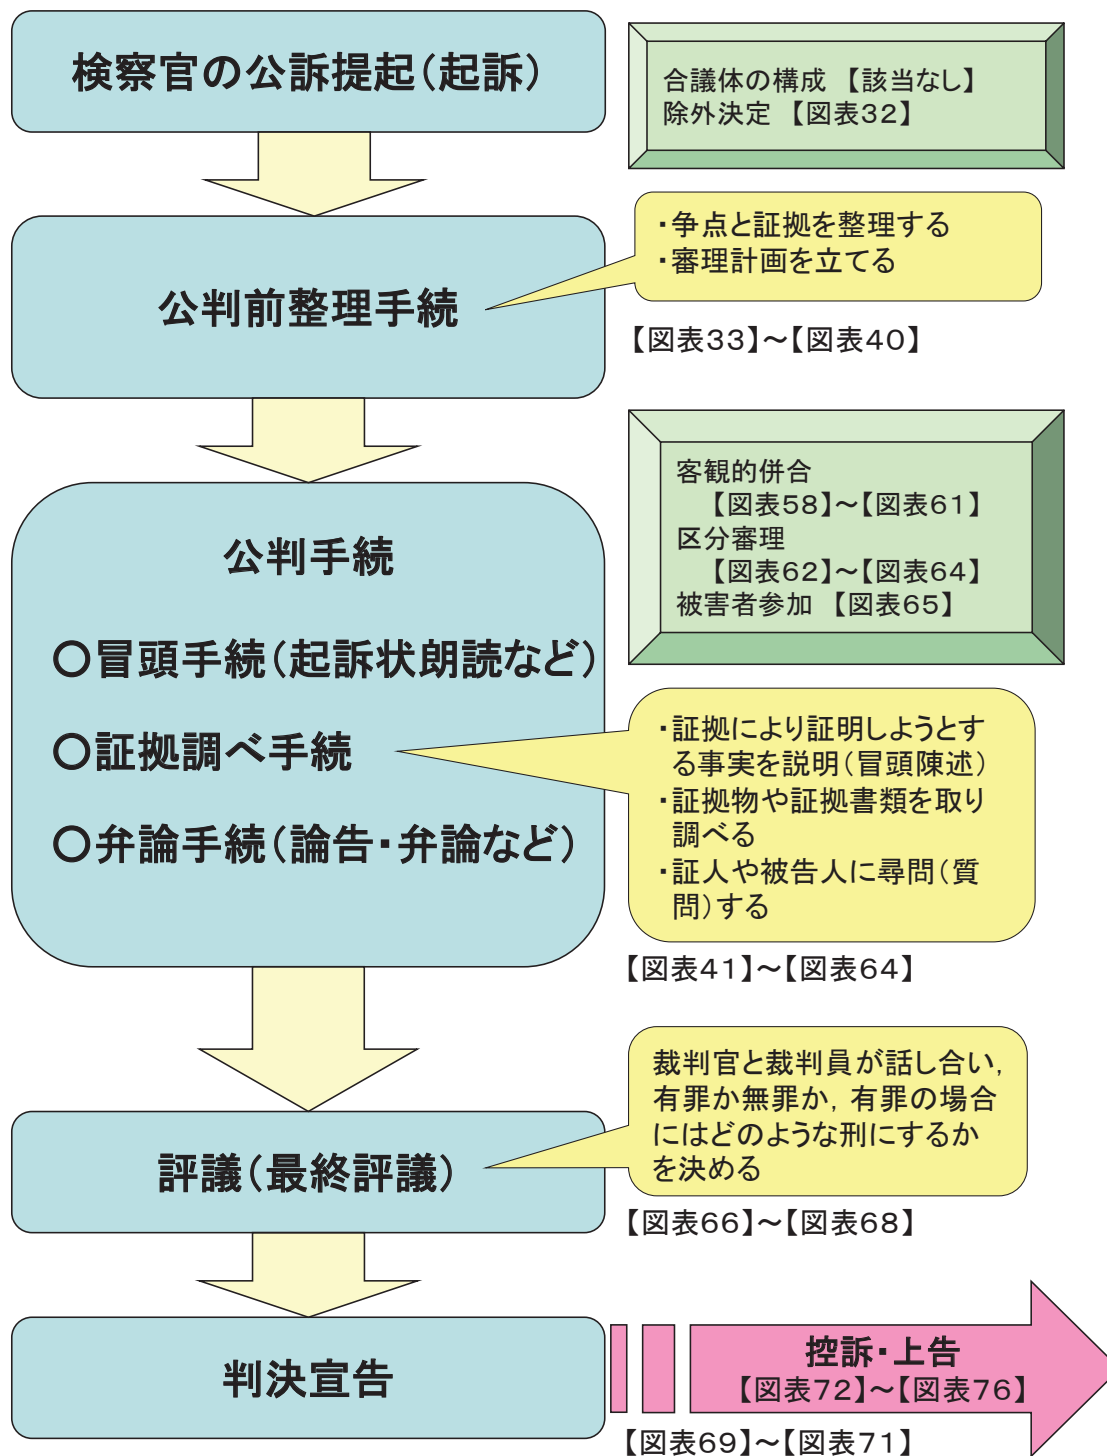 検察官の公訴提起(起訴)
合議体の構成 【該当なし】
除外決定 【図表32】
公判前整理手続
・争点と証拠を整理する
・審理計画を立てる
【図表33】～【図表40】
客観的併合
【図表58】～【図表61】
区分審理
【図表62】～【図表64】
被害者参加 【図表65】
公判手続
○冒頭手続(起訴状朗読など)
○証拠調べ手続
○弁論手続(論告・弁論など)
・証拠により証明しようとす
る事実を説明(冒頭陳述)
・証拠物や証拠書類を取り
調べる
・証人や被告人に尋問(質
問)する
【図表41】～【図表64】
評議(最終評議)
裁判官と裁判員が話し合い,
有罪か無罪か, 有罪の場合
にはどのような刑にするか
を決める
【図表66】～【図表68】
判決宣告
控訴・上告
【図表72】～【図表76】
【図表69】～【図表71】